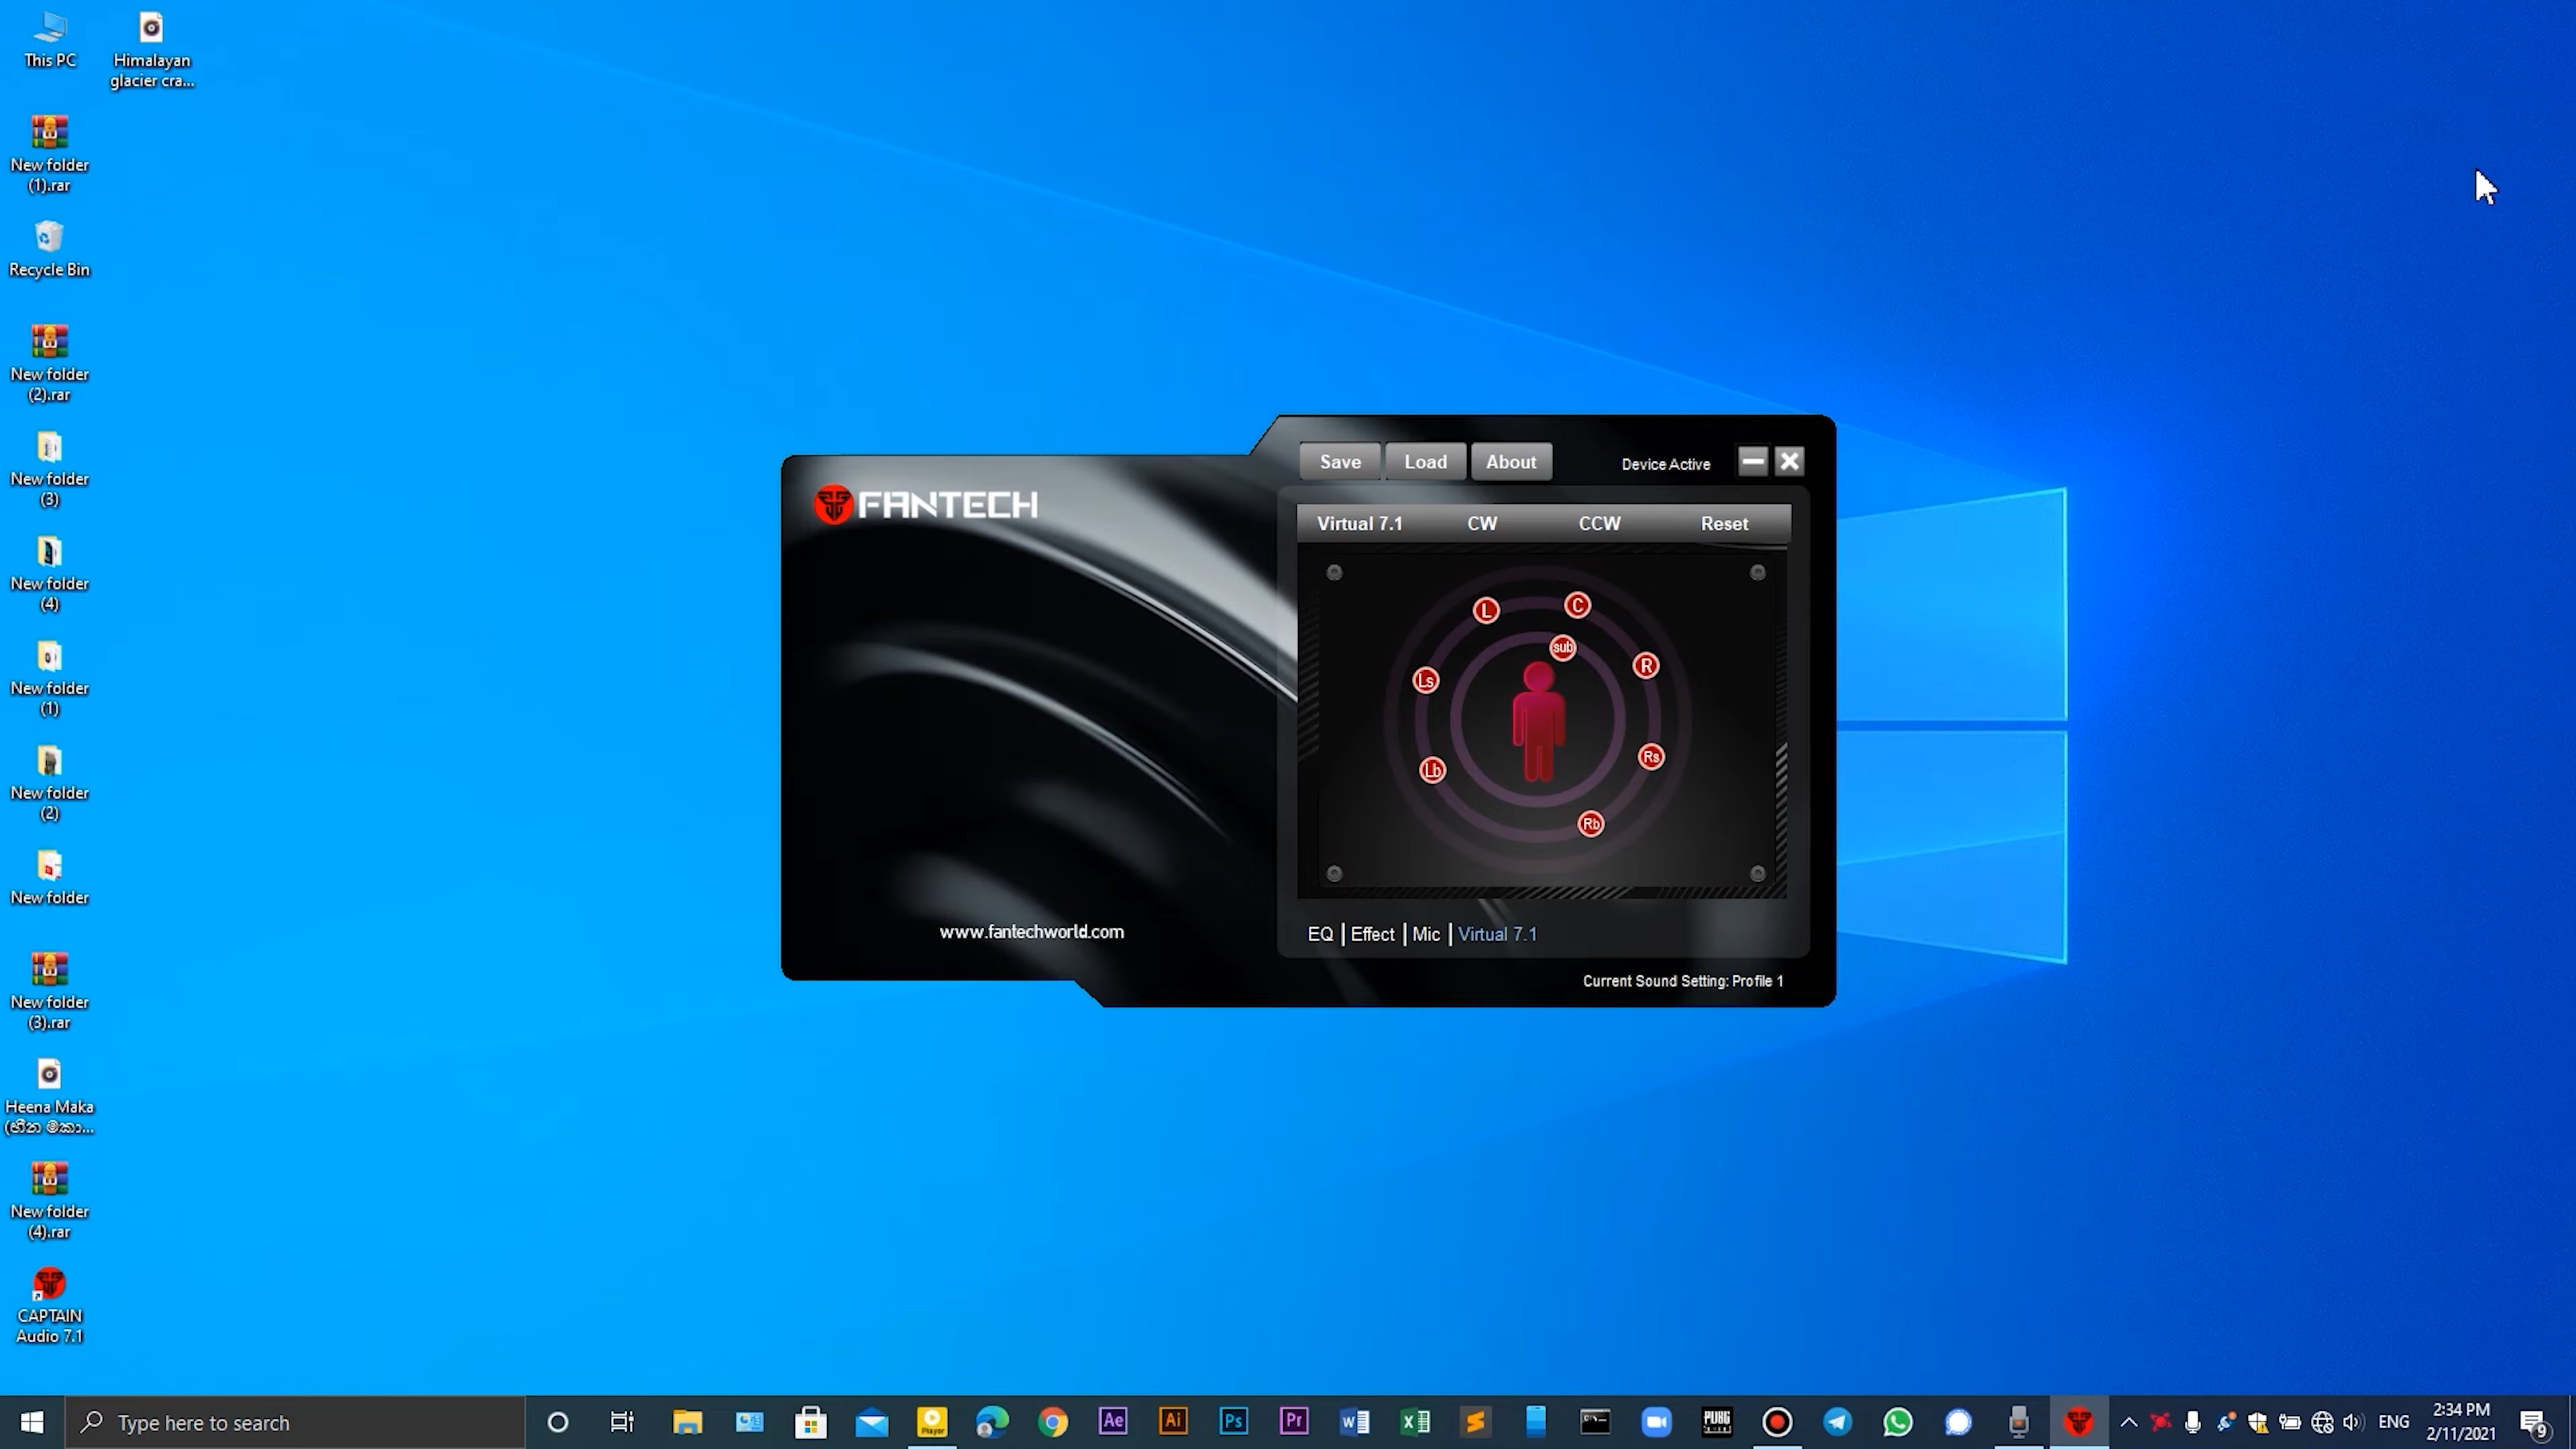 This PC
Himalayan
glacier cra...
New folder
(1).rar
Recycle Bin
New folder
(2).rar
New folder
(3)
New folder
(4)
New folder
(1)
New folder
(2)
New folder
New folder
(3).rar
Heena Maka
(හීන මකා...
New folder
(4).rar
CAPTAIN
Audio 7.1
Save Load About Device Active
FANTECH
Virtual 7.1 CW CCW Reset
L C
sub
R
Ls
Rs
Lb
Rb
www.fantechworld.com
EQ | Effect | Mic | Virtual 7.1
Current Sound Setting: Profile 1
Type here to search
Player
Ae Ai Ps Pr
PUBG
ENG
2:34 PM
2/11/2021
9